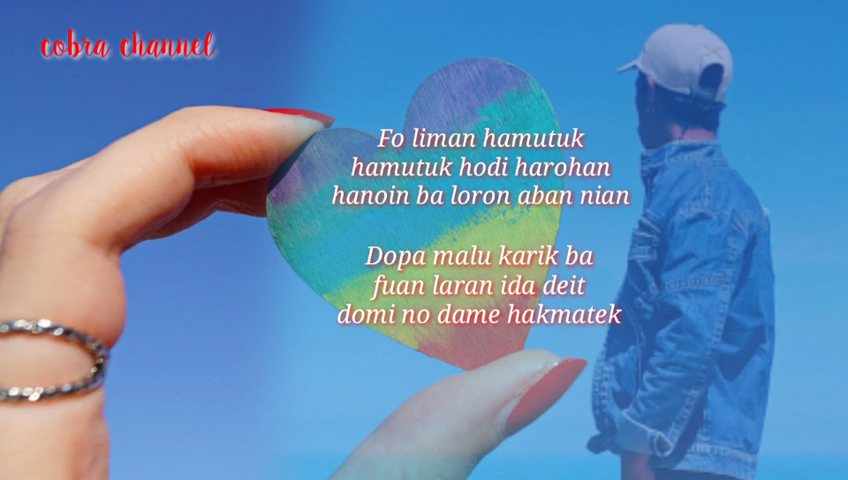 cobra channel
Fo liman hamutuk
hamutuk hodi harohan
hanoin ba loron aban nian
Dopa malu karik ba
fuan laran ida deit
domi no dame hakmatek